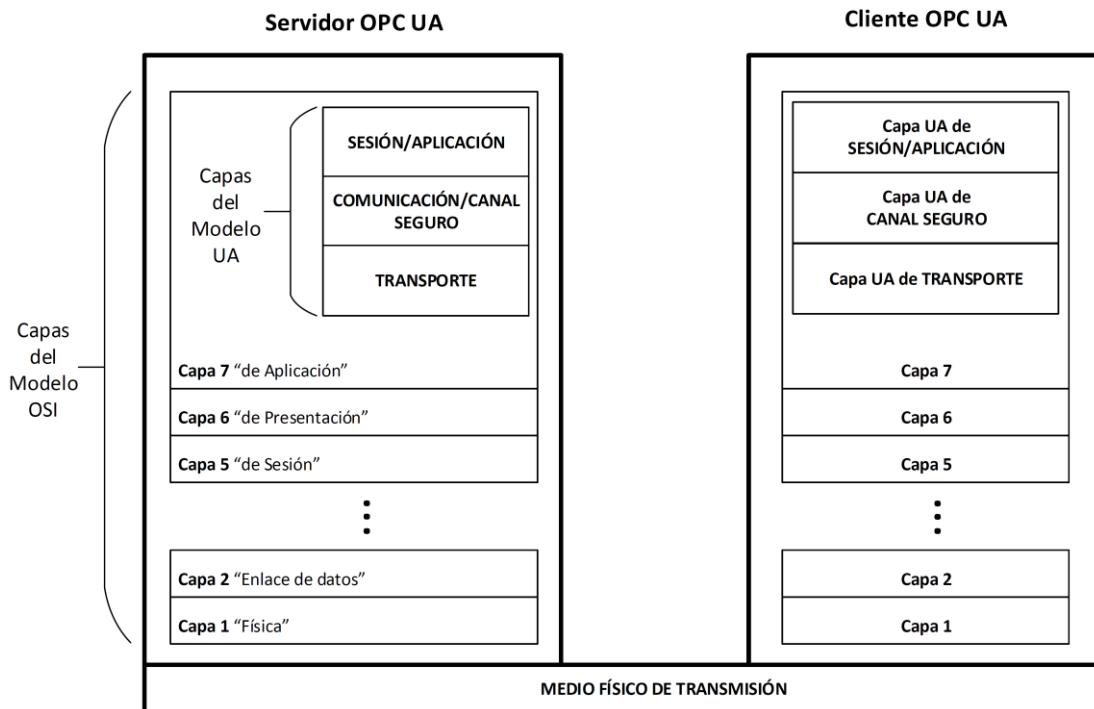 Servidor OPC UA
Cliente OPC UA
Capas
del
Modelo
OSI
Capas
del
Modelo
UA
SESIÓN/APLICACIÓN
COMUNICACIÓN/CANAL
SEGURO
TRANSPORTE
Capa 7 “de Aplicación”
Capa 6 “de Presentación”
Capa 5 “de Sesión”
Capa 2 “Enlace de datos”
Capa 1 “Física”
Capa UA de
SESIÓN/APLICACIÓN
Capa UA de
CANAL SEGURO
Capa UA de TRANSPORTE
Capa 7
Capa 6
Capa 5
Capa 2
Capa 1
MEDIO FÍSICO DE TRANSMISIÓN